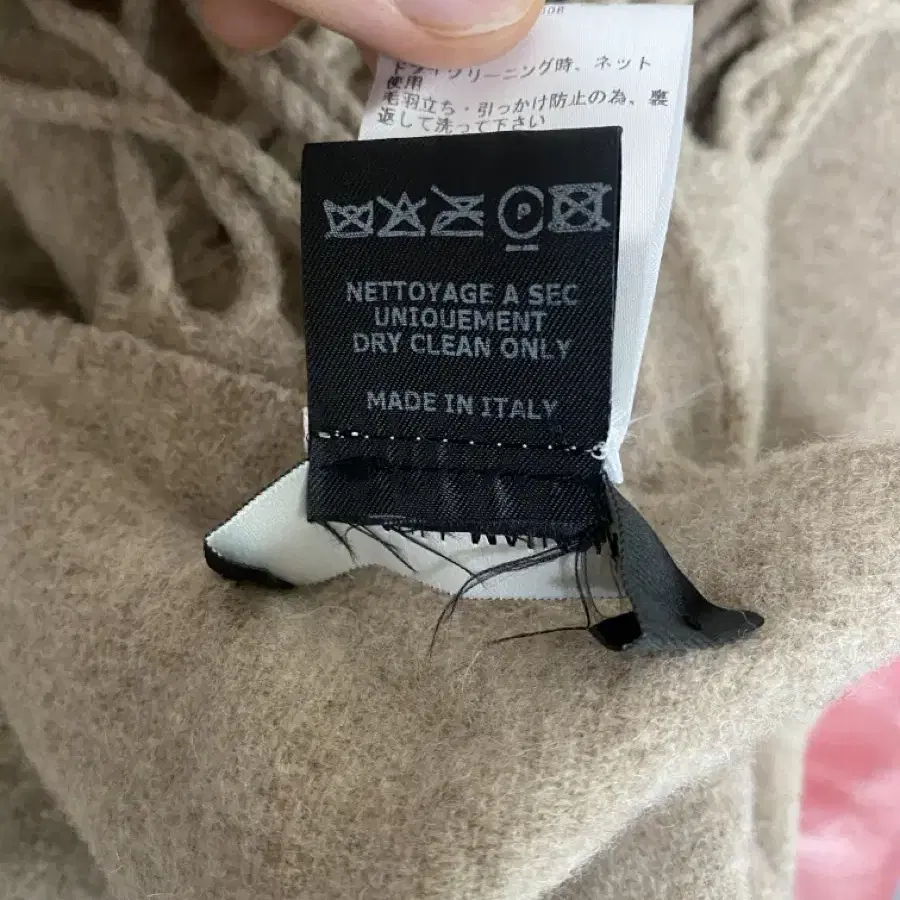 ドライクリーニング時、ネット
使用
毛羽立ち・引っかけ防止の為、裏
返して洗って下さい
P
NETTOYAGE A SEC
UNIQUEMENT
DRY CLEAN ONLY
MADE IN ITALY